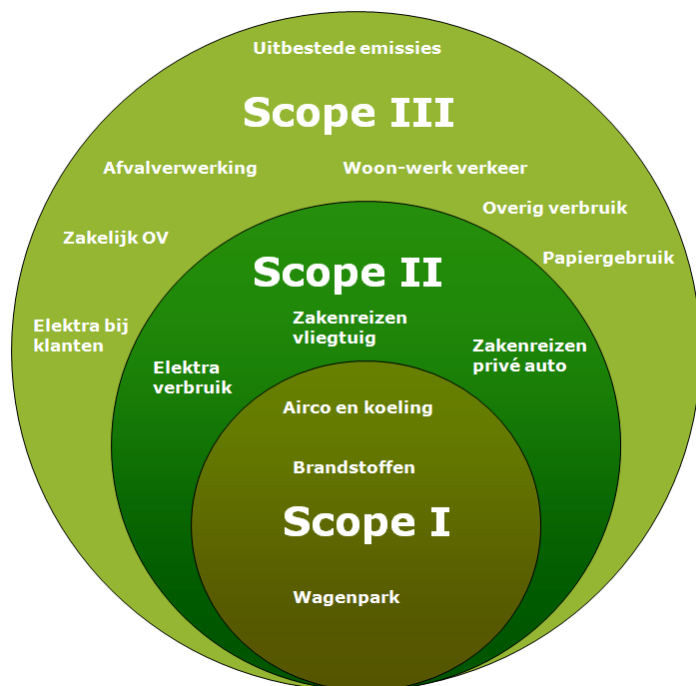 Uitbestede emissies
Scope III
Afvalverwerking
Woon-werk verkeer
Overig verbruik
Zakelijk OV
Papiergebruik
Scope II
Zakenreizen
vliegtuig
Elektra bij
klanten
Zakenreizen
privé auto
Elektra
verbruik
Airco en koeling
Brandstoffen
Scope I
Wagenpark